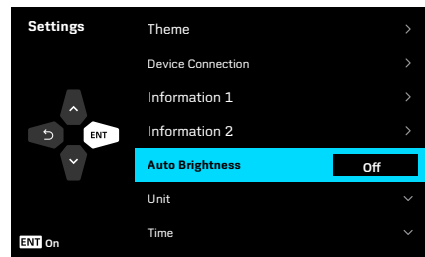 Settings
Theme
Device Connection
Information 1
Information 2
ENT
Auto Brightness Off
Unit
Time
ENT On